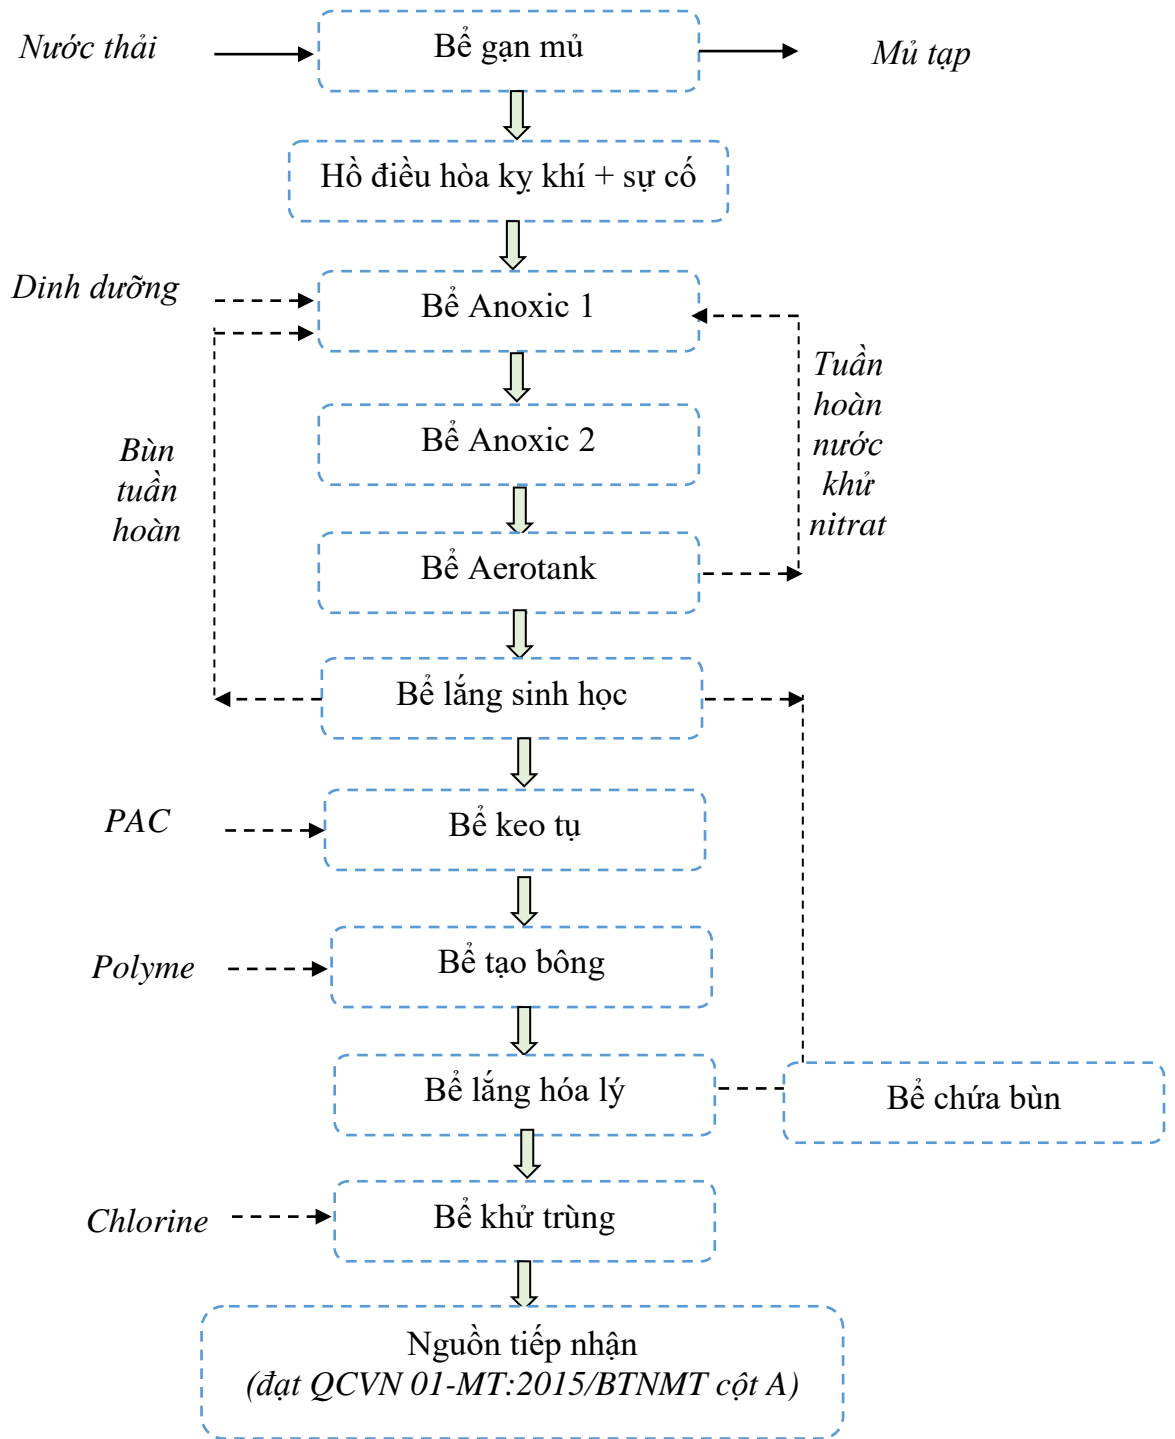 Nước thải
Bể gạn mủ
Mủ tạp
Hồ điều hòa kỵ khí + sự cố
Dinh dưỡng
Bể Anoxic 1
Tuần
hoàn
nước
khử
nitrat
Bể Anoxic 2
Bùn
tuần
hoàn
Bể Aerotank
Bể lắng sinh học
PAC
Bể keo tụ
Polyme
Bể tạo bông
Bể lắng hóa lý
Bể chứa bùn
Chlorine
Bể khử trùng
Nguồn tiếp nhận
(đạt QCVN 01-MT:2015/BTNMT cột A)